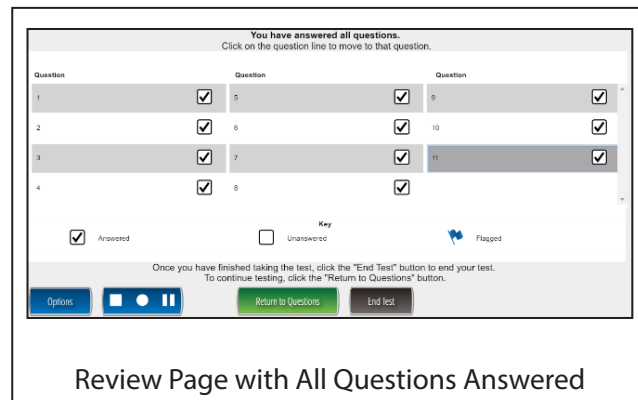 You have answered all questions.
Click on the question line to move to that question.
Question Question Question
1 5 9
2 6 10
3 7 11
4 8
Key
Answered Unanswered Flagged
Once you have finished taking the test, click the "End Test" button to end your test.
To continue testing, click the "Return to Questions" button.
Options Return to Questions End Test
Review Page with All Questions Answered